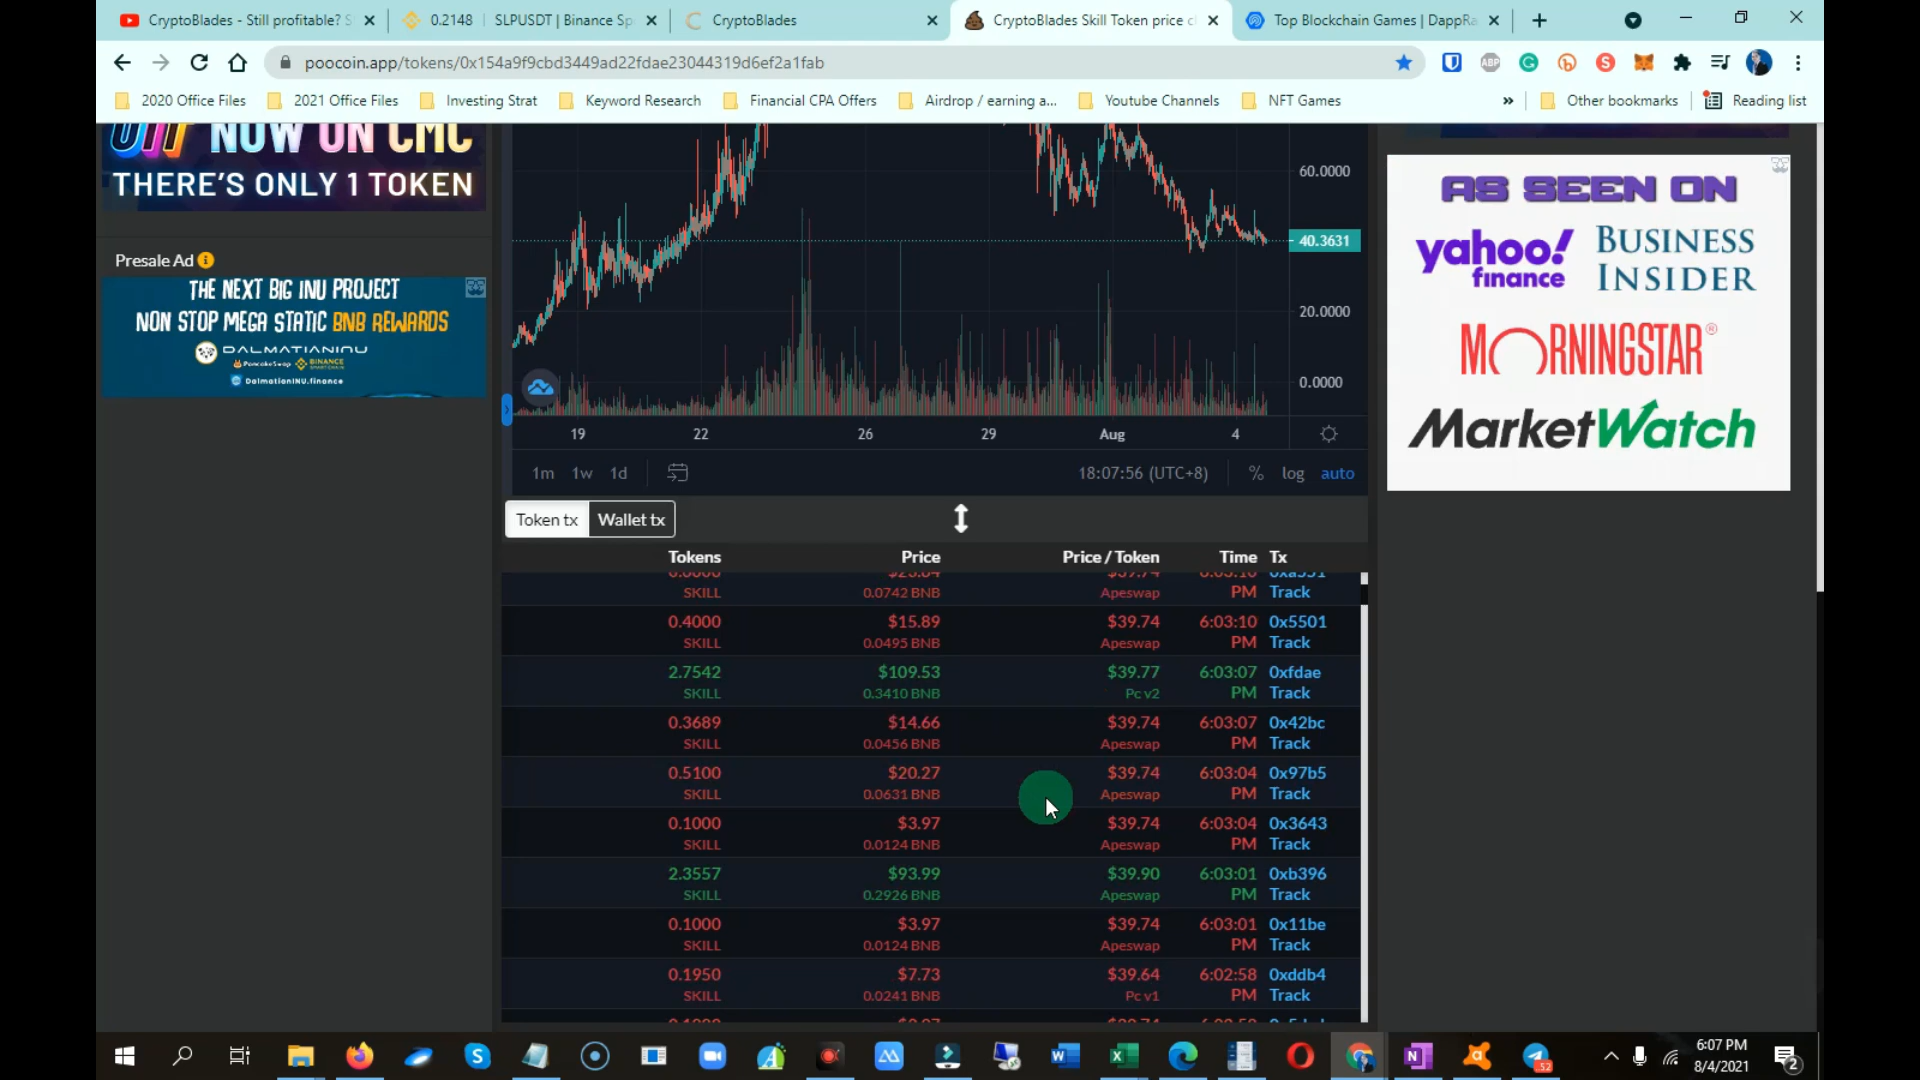 CryptoBlades - Still profitable? S
0.2148 | SLPUSDT | Binance Sp
CryptoBlades
CryptoBlades Skill Token price c
Top Blockchain Games | DappRa
poocoin.app/tokens/0x154a9f9cbd3449ad22fdae23044319d6ef2a1fab
2020 Office Files
2021 Office Files
Investing Strat
Keyword Research
Financial CPA Offers
Airdrop / earning a...
Youtube Channels
NFT Games
»
Other bookmarks
Reading list
NOW ON CMC
THERE'S ONLY 1 TOKEN
Presale Ad
THE NEXT BIG INU PROJECT
NON STOP MEGA STATIC BNB REWARDS
DALMATIANINU
PancakeSwap BINANCE
DalmatianINU.finance
60.0000
40.3631
20.0000
0.0000
19 22 26 29 Aug 4
1m 1w 1d 18:07:56 (UTC+8) % log auto
AS SEEN ON
yahoo!
finance
BUSINESS
INSIDER
MORNINGSTAR®
MarketWatch
Token tx Wallet tx
Tokens Price Price / Token Time Tx
SKILL 0.0742 BNB Apeswap PM Track
0.4000 $15.89 $39.74 6:03:10 0x5501
SKILL 0.0495 BNB Apeswap PM Track
2.7542 $109.53 $39.77 6:03:07 0xfdae
SKILL 0.3410 BNB Pc v2 PM Track
0.3689 $14.66 $39.74 6:03:07 0x42bc
SKILL 0.0456 BNB Apeswap PM Track
0.5100 $20.27 $39.74 6:03:04 0x97b5
SKILL 0.0631 BNB Apeswap PM Track
0.1000 $3.97 $39.74 6:03:04 0x3643
SKILL 0.0124 BNB Apeswap PM Track
2.3557 $93.99 $39.90 6:03:01 0xb396
SKILL 0.2926 BNB Apeswap PM Track
0.1000 $3.97 $39.74 6:03:01 0x11be
SKILL 0.0124 BNB Apeswap PM Track
0.1950 $7.73 $39.64 6:02:58 0xddb4
SKILL 0.0241 BNB Pc v1 PM Track
6:07 PM
8/4/2021